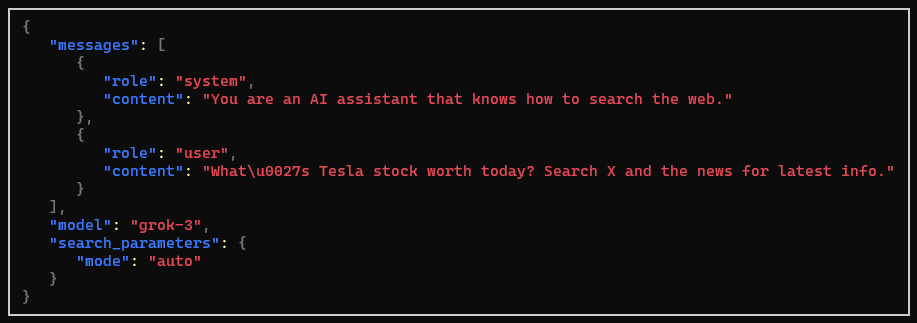 {
   "messages": [
      {
         "role": "system",
         "content": "You are an AI assistant that knows how to search the web."
      },
      {
         "role": "user",
         "content": "What\u0027s Tesla stock worth today? Search X and the news for latest info."
      }
   ],
   "model": "grok-3",
   "search_parameters": {
      "mode": "auto"
   }
}